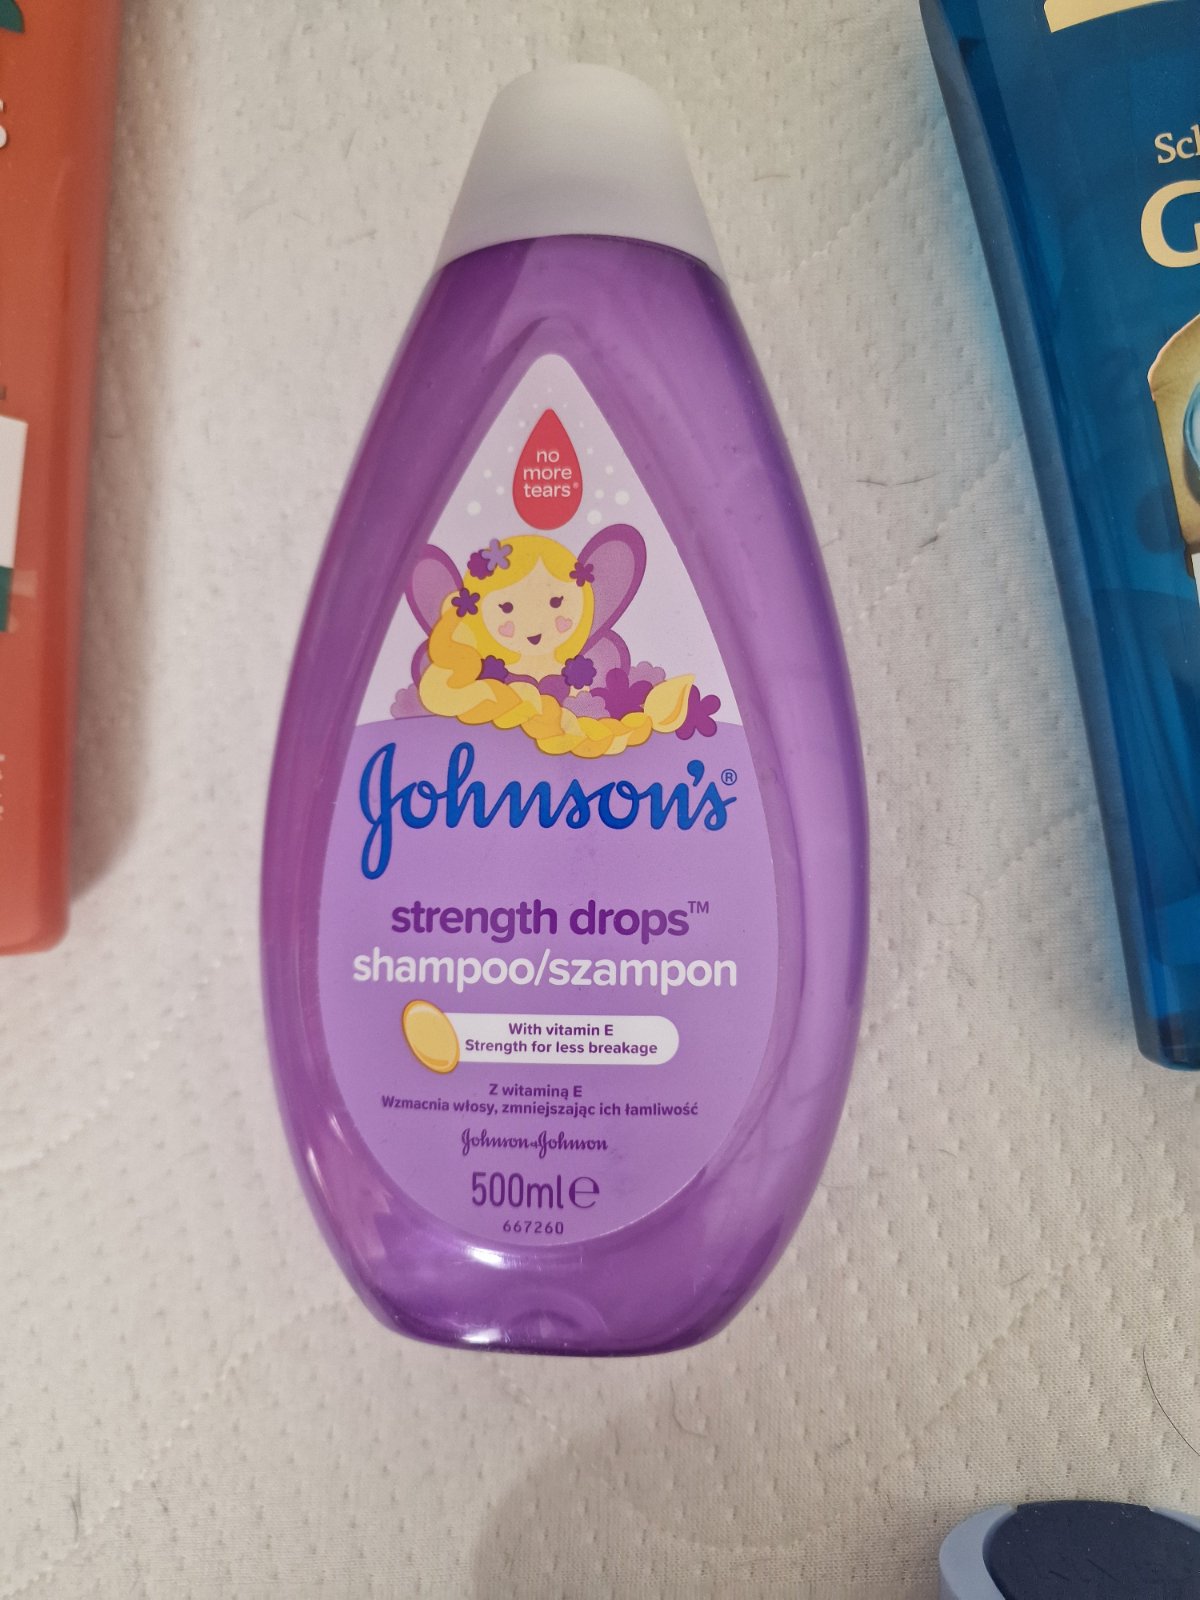 no
more
tears®
Johnson's®
strength drops™
shampoo/szampon
With vitamin E
Strength for less breakage
Z witaminą E
Wzmacnia włosy, zmniejszając ich łamliwość
Johnson & Johnson
500ml℮
667260